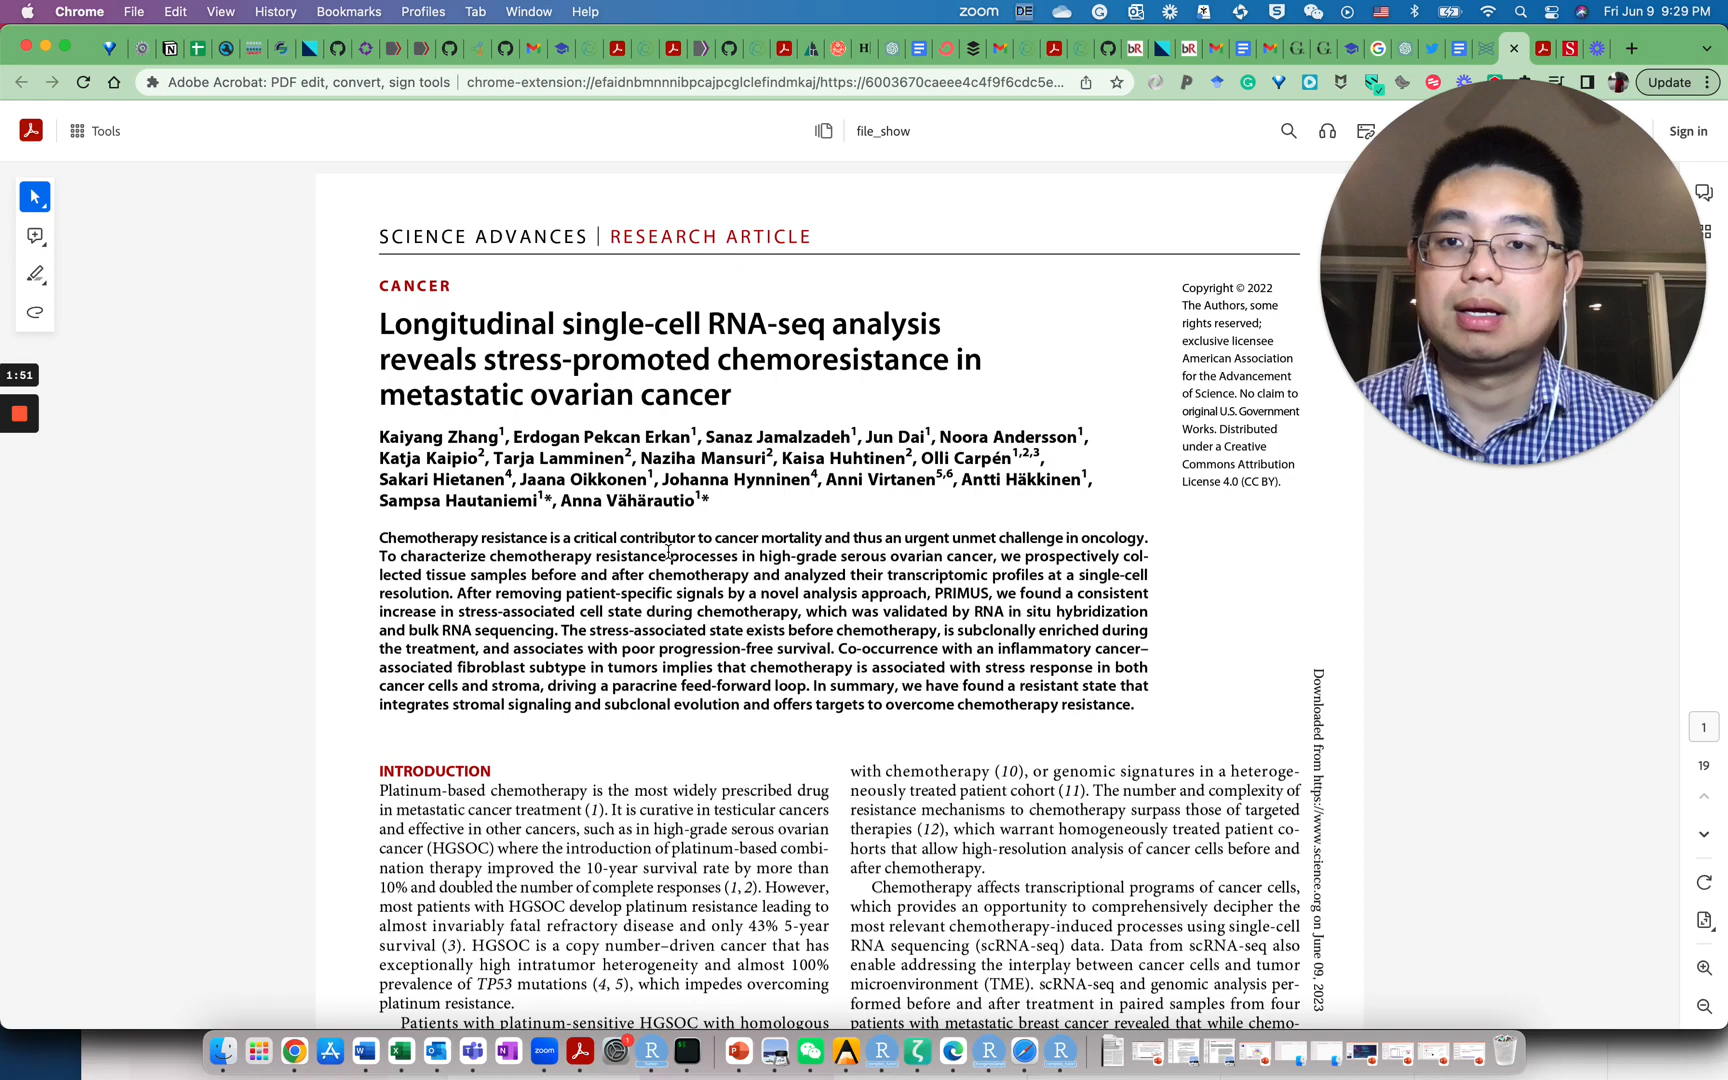 Chrome File Edit View History Bookmarks Profiles Tab Window Help
zoom DE Fri Jun 9 9:29 PM
Adobe Acrobat: PDF edit, convert, sign tools chrome-extension://efaidnbmnnnibpcajpcglclefindmkaj/https://6003670caeee4c4f9f6cdc5e...
Update
Tools
file_show
Sign in
1:51
SCIENCE ADVANCES | RESEARCH ARTICLE
CANCER
Longitudinal single-cell RNA-seq analysis
reveals stress-promoted chemoresistance in
metastatic ovarian cancer
Kaiyang Zhang1, Erdogan Pekcan Erkan1, Sanaz Jamalzadeh1, Jun Dai1, Noora Andersson1,
Katja Kaipio2, Tarja Lamminen2, Naziha Mansuri2, Kaisa Huhtinen2, Olli Carpén1,2,3,
Sakari Hietanen4, Jaana Oikkonen1, Johanna Hynninen4, Anni Virtanen5,6, Antti Häkkinen1,
Sampsa Hautaniemi1*, Anna Vähärautio1*
Copyright © 2022
The Authors, some
rights reserved;
exclusive licensee
American Association
for the Advancement
of Science. No claim to
original U.S. Government
Works. Distributed
under a Creative
Commons Attribution
License 4.0 (CC BY).
Chemotherapy resistance is a critical contributor to cancer mortality and thus an urgent unmet challenge in oncology.
To characterize chemotherapy resistance processes in high-grade serous ovarian cancer, we prospectively col-
lected tissue samples before and after chemotherapy and analyzed their transcriptomic profiles at a single-cell
resolution. After removing patient-specific signals by a novel analysis approach, PRIMUS, we found a consistent
increase in stress-associated cell state during chemotherapy, which was validated by RNA in situ hybridization
and bulk RNA sequencing. The stress-associated state exists before chemotherapy, is subclonally enriched during
the treatment, and associates with poor progression-free survival. Co-occurrence with an inflammatory cancer–
associated fibroblast subtype in tumors implies that chemotherapy is associated with stress response in both
cancer cells and stroma, driving a paracrine feed-forward loop. In summary, we have found a resistant state that
integrates stromal signaling and subclonal evolution and offers targets to overcome chemotherapy resistance.
INTRODUCTION
Platinum-based chemotherapy is the most widely prescribed drug
in metastatic cancer treatment (1). It is curative in testicular cancers
and effective in other cancers, such as in high-grade serous ovarian
cancer (HGSOC) where the introduction of platinum-based combi-
nation therapy improved the 10-year survival rate by more than
10% and doubled the number of complete responses (1, 2). However,
most patients with HGSOC develop platinum resistance leading to
almost invariably fatal refractory disease and only 43% 5-year
survival (3). HGSOC is a copy number–driven cancer that has
exceptionally high intratumor heterogeneity and almost 100%
prevalence of TP53 mutations (4, 5), which impedes overcoming
platinum resistance.
Patients with platinum-sensitive HGSOC with homologous
with chemotherapy (10), or genomic signatures in a heteroge-
neously treated patient cohort (11). The number and complexity of
resistance mechanisms to chemotherapy surpass those of targeted
therapies (12), which warrant homogeneously treated patient co-
horts that allow high-resolution analysis of cancer cells before and
after chemotherapy.
Chemotherapy affects transcriptional programs of cancer cells,
which provides an opportunity to comprehensively decipher the
most relevant chemotherapy-induced processes using single-cell
RNA sequencing (scRNA-seq) data. Data from scRNA-seq also
enable addressing the interplay between cancer cells and tumor
microenvironment (TME). scRNA-seq and genomic analysis per-
formed before and after treatment in paired samples from four
patients with metastatic breast cancer revealed that while chemo-
Downloaded from https://www.science.org on June 09, 2023
1
19
zoom